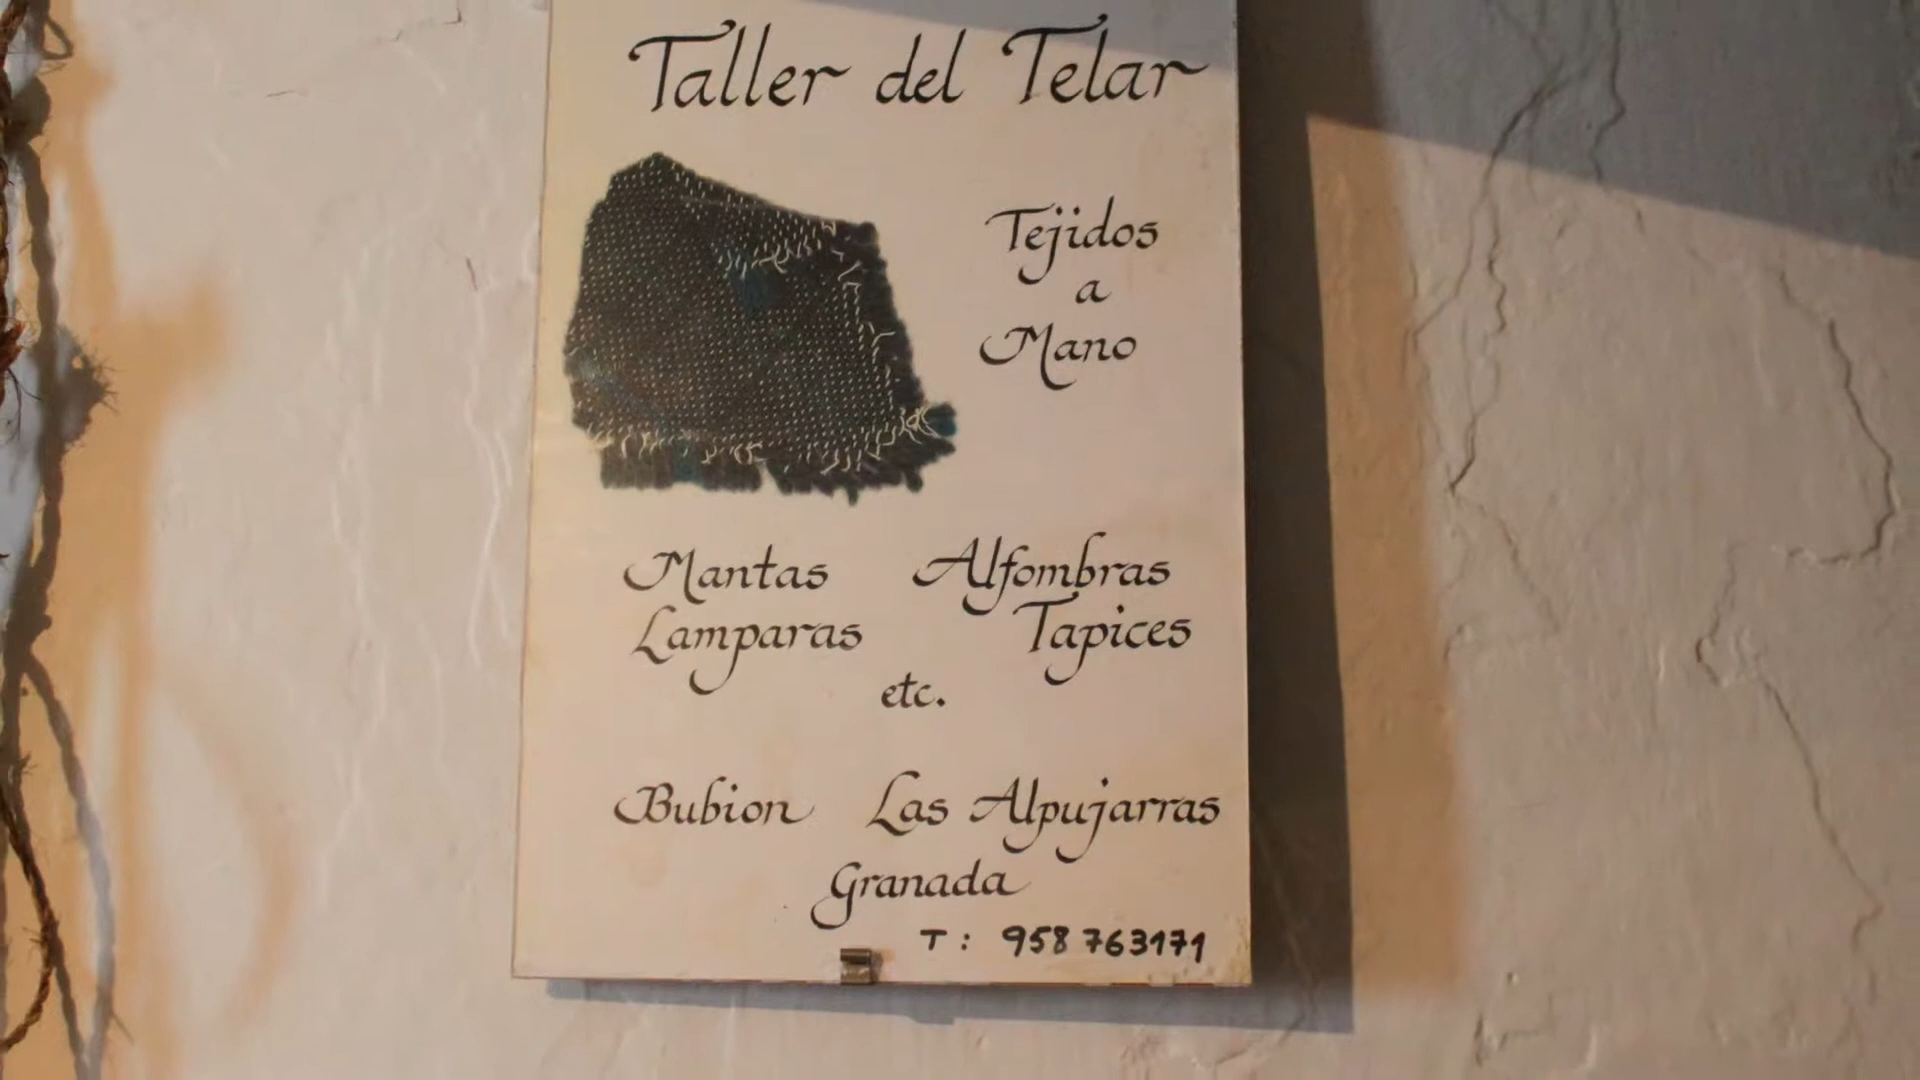 Taller del Telar
Tejidos
a
Mano
Mantas Alfombras
Lamparas Tapices
etc.
Bubion Las Alpujarras
Granada
T: 958 763171